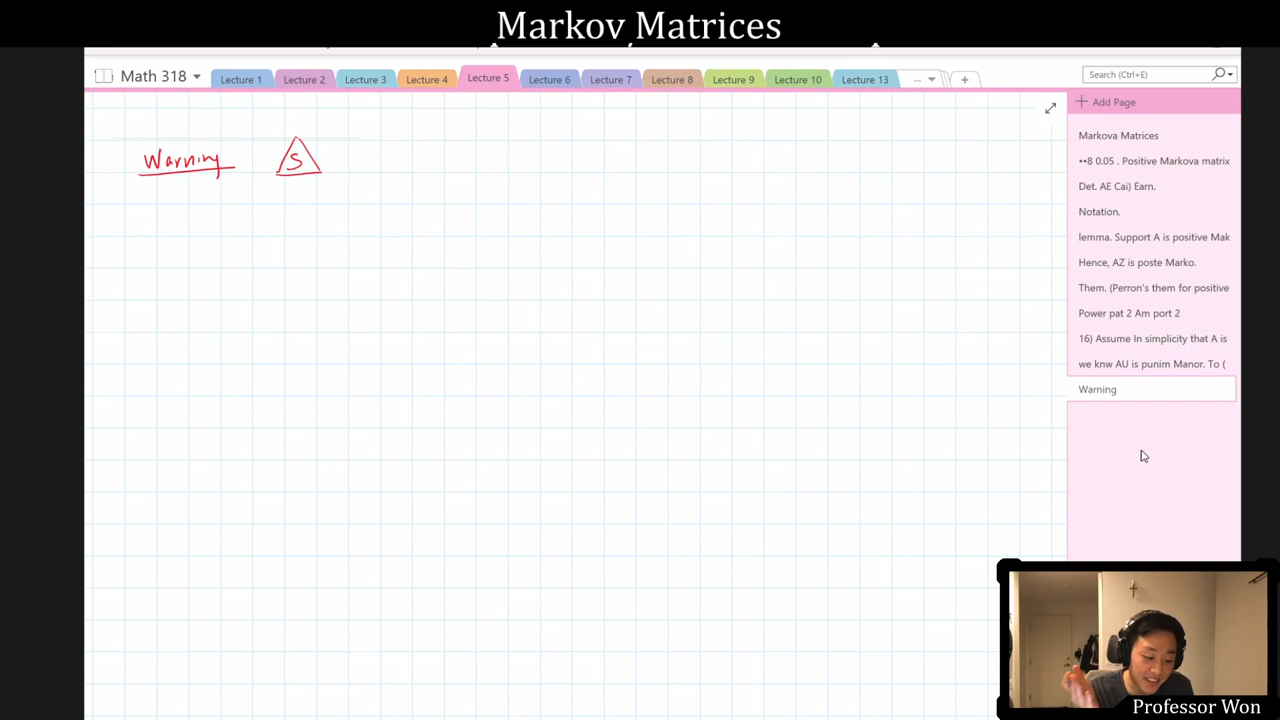 Markov Matrices
Math 318
Lecture 1
Lecture 2
Lecture 3
Lecture 4
Lecture 5
Lecture 6
Lecture 7
Lecture 8
Lecture 9
Lecture 10
Lecture 13
...
+
Search (Ctrl+E)
+ Add Page
Markova Matrices
••8 0.05 . Positive Markova matrix
Det. AE Cai) Earn.
Notation.
lemma. Support A is positive Mak
Hence, AZ is poste Marko.
Them. (Perron's them for positive
Power pat 2 Am port 2
16) Assume In simplicity that A is
we knw AU is punim Manor. To (
Warning
Warning S
Professor Won